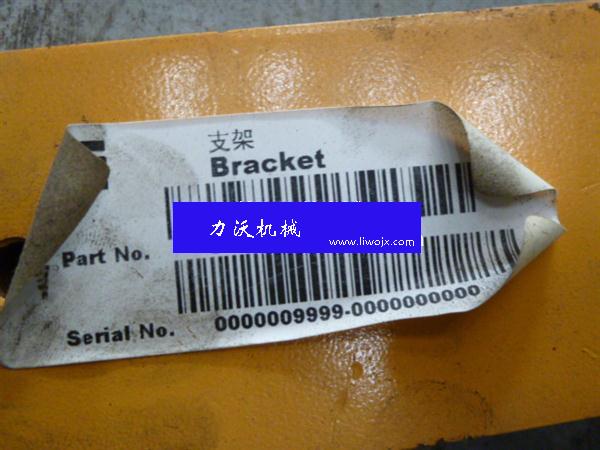 支架
Bracket
力沃机械
www.liwojx.com
Part No.
Serial No. 0000009999-0000000000